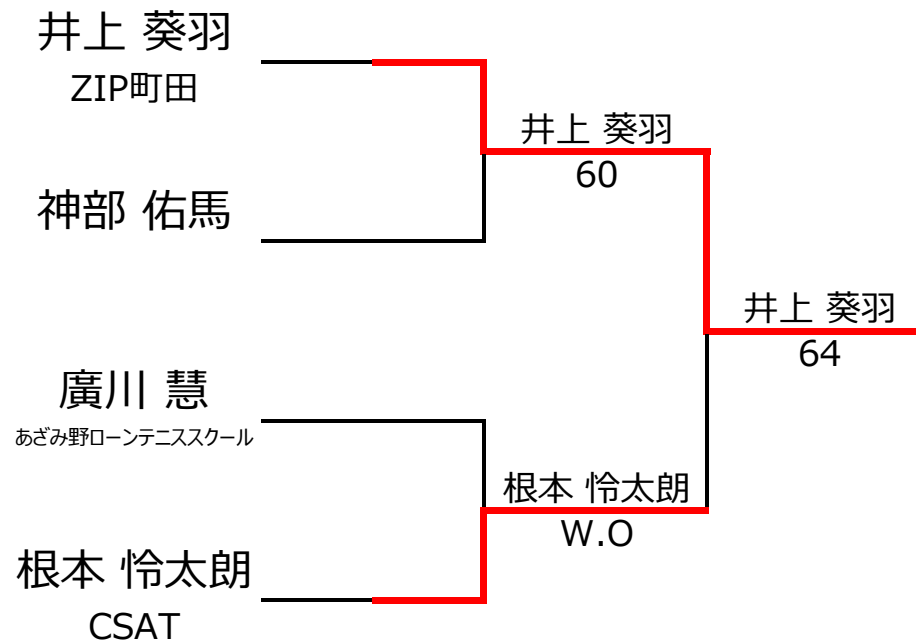 井上 葵羽
ZIP町田
神部 佑馬
廣川 慧
あざみ野ローンテニススクール
根本 怜太朗
CSAT
井上 葵羽
60
根本 怜太朗
W.O
井上 葵羽
64